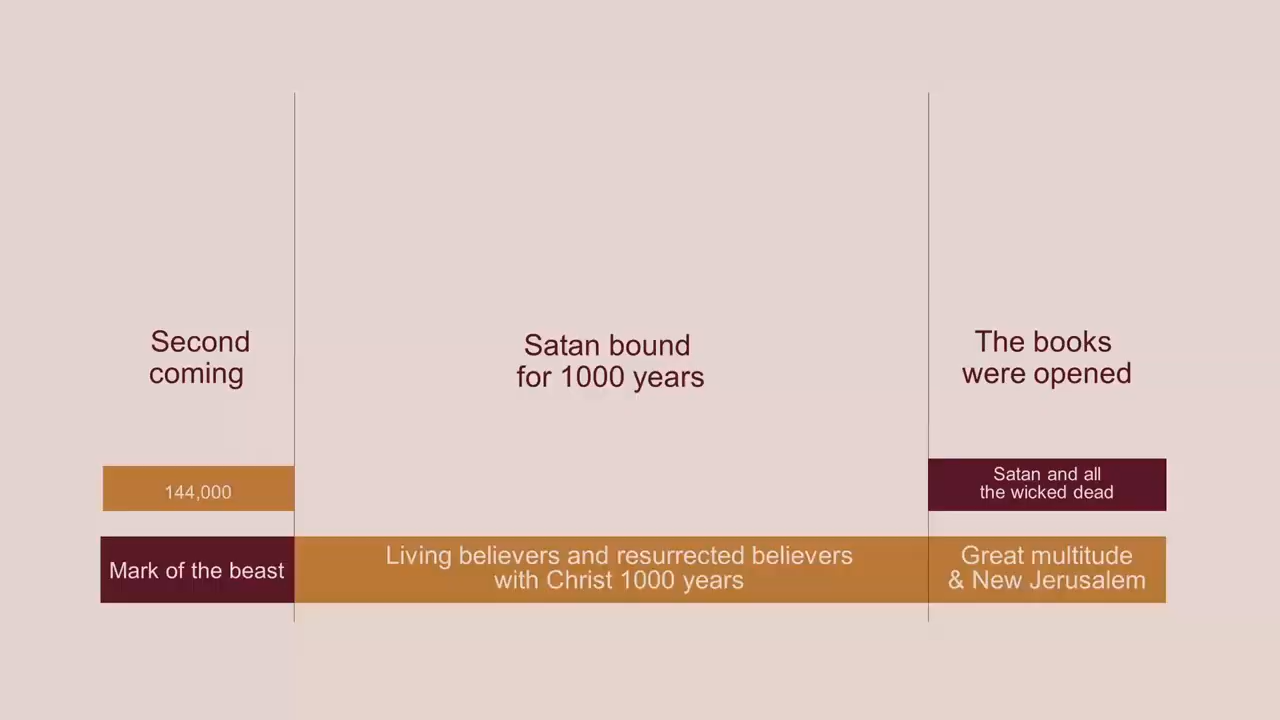 Second
coming
Satan bound
for 1000 years
The books
were opened
144,000
Satan and all
the wicked dead
Mark of the beast
Living believers and resurrected believers
with Christ 1000 years
Great multitude
& New Jerusalem